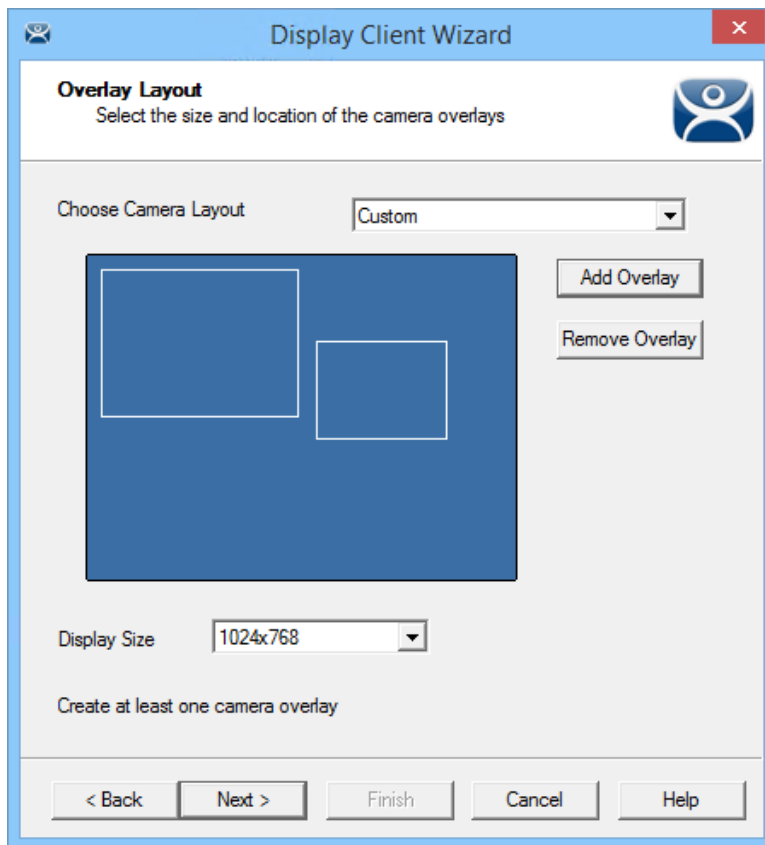 Display Client Wizard
Overlay Layout
Select the size and location of the camera overlays
Choose Camera Layout
Custom
Add Overlay
Remove Overlay
Display Size
1024x768
Create at least one camera overlay
< Back
Next >
Finish
Cancel
Help